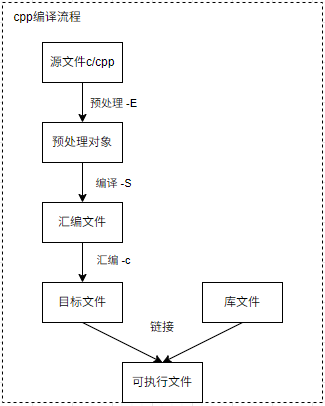 cpp编译流程
源文件c/cpp
预处理 -E
预处理对象
编译 -S
汇编文件
汇编 -c
目标文件
库文件
链接
可执行文件